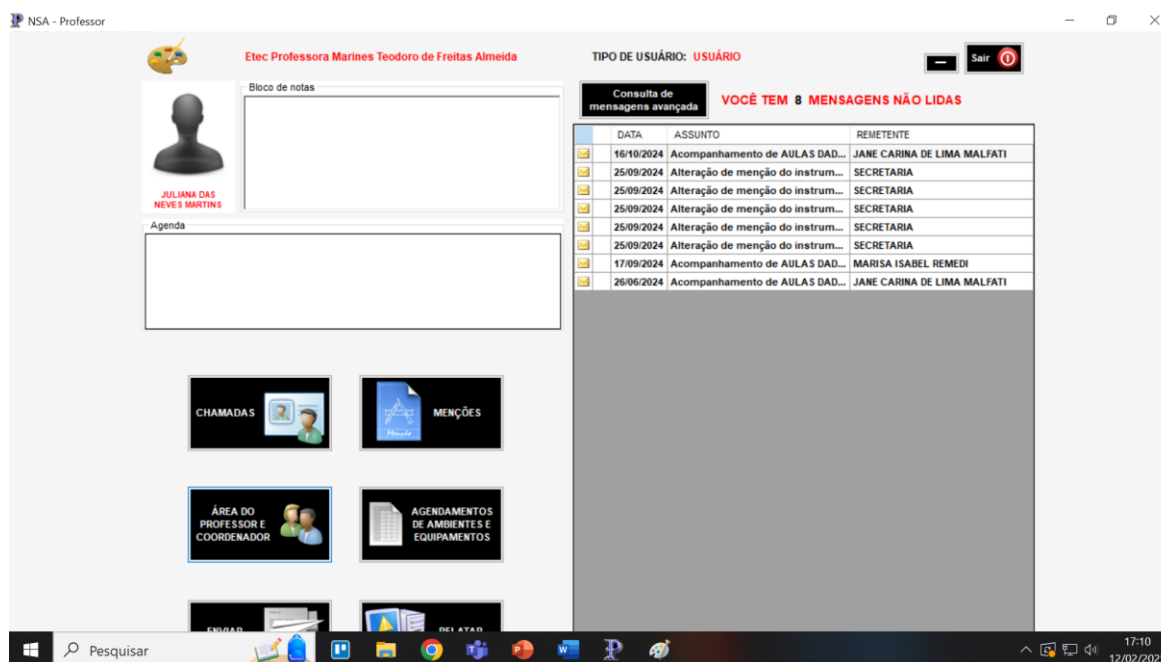 NSA - Professor
Etec Professora Marines Teodoro de Freitas Almeida
TIPO DE USUÁRIO: USUÁRIO
Sair
Bloco de notas
Consulta de
mensagens avançada
VOCÊ TEM 8 MENSAGENS NÃO LIDAS
JULIANA DAS
NEVES MARTINS
Agenda
DATA ASSUNTO REMETENTE
16/10/2024 Acompanhamento de AULAS DAD... JANE CARINA DE LIMA MALFATI
25/09/2024 Alteração de menção do instrum... SECRETARIA
25/09/2024 Alteração de menção do instrum... SECRETARIA
25/09/2024 Alteração de menção do instrum... SECRETARIA
25/09/2024 Alteração de menção do instrum... SECRETARIA
25/09/2024 Alteração de menção do instrum... SECRETARIA
17/09/2024 Acompanhamento de AULAS DAD... MARISA ISABEL REMEDI
26/06/2024 Acompanhamento de AULAS DAD... JANE CARINA DE LIMA MALFATI
CHAMADAS
Menção
MENÇÕES
ÁREA DO
PROFESSOR E
COORDENADOR
AGENDAMENTOS
DE AMBIENTES E
EQUIPAMENTOS
ENVIAR
RELATAR
Pesquisar
17:10
12/02/202